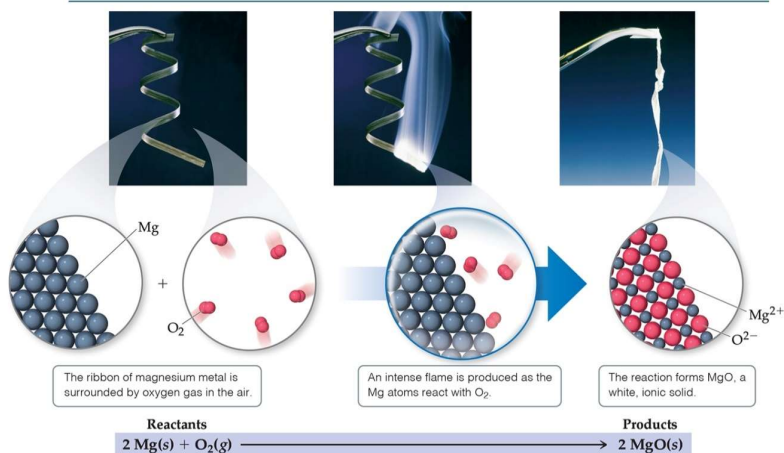 Mg
+
O₂
Mg²⁺
O²⁻
The ribbon of magnesium metal is
surrounded by oxygen gas in the air.
An intense flame is produced as the
Mg atoms react with O₂.
The reaction forms MgO, a
white, ionic solid.
Reactants
Products
2 Mg(s) + O₂(g) → 2 MgO(s)